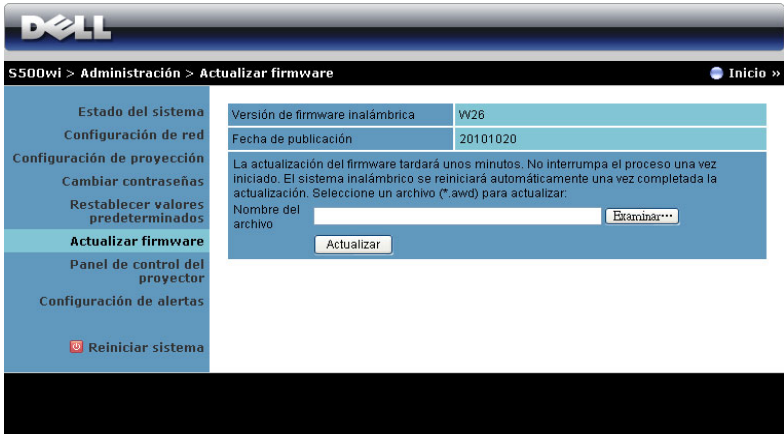 DELL
S500wi > Administración > Actualizar firmware
Inicio »
Estado del sistema
Configuración de red
Configuración de proyección
Cambiar contraseñas
Restablecer valores
predeterminados
Actualizar firmware
Panel de control del
proyector
Configuración de alertas
Reiniciar sistema
Versión de firmware inalámbrica W26
Fecha de publicación 20101020
La actualización del firmware tardará unos minutos. No interrumpa el proceso una vez
iniciado. El sistema inalámbrico se reiniciará automáticamente una vez completada la
actualización. Seleccione un archivo (*.awd) para actualizar:
Nombre del
archivo
Examinar...
Actualizar